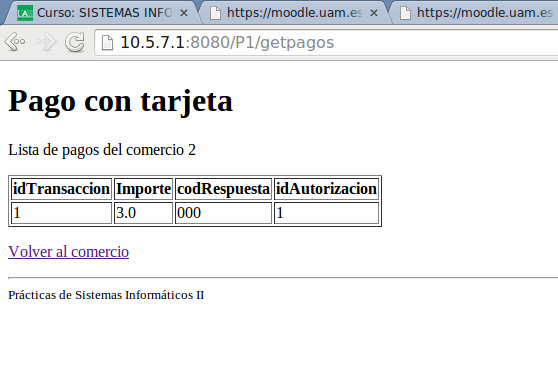 Curso: SISTEMAS INFO
https://moodle.uam.es
https://moodle.uam.es
10.5.7.1:8080/P1/getpagos
Pago con tarjeta
Lista de pagos del comercio 2
idTransaccion Importe codRespuesta idAutorizacion
1 3.0 000 1
Volver al comercio
Prácticas de Sistemas Informáticos II